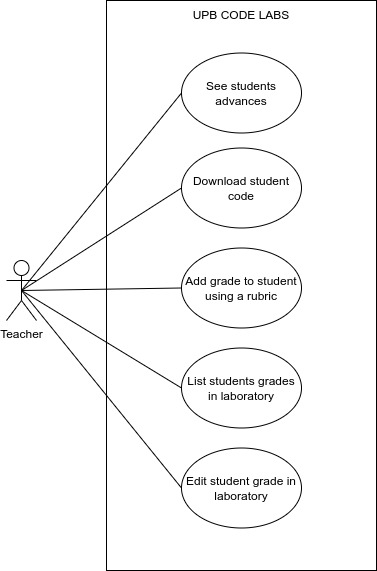 UPB CODE LABS
See students
advances
Download student
code
Add grade to student
using a rubric
Teacher
List students grades
in laboratory
Edit student grade in
laboratory